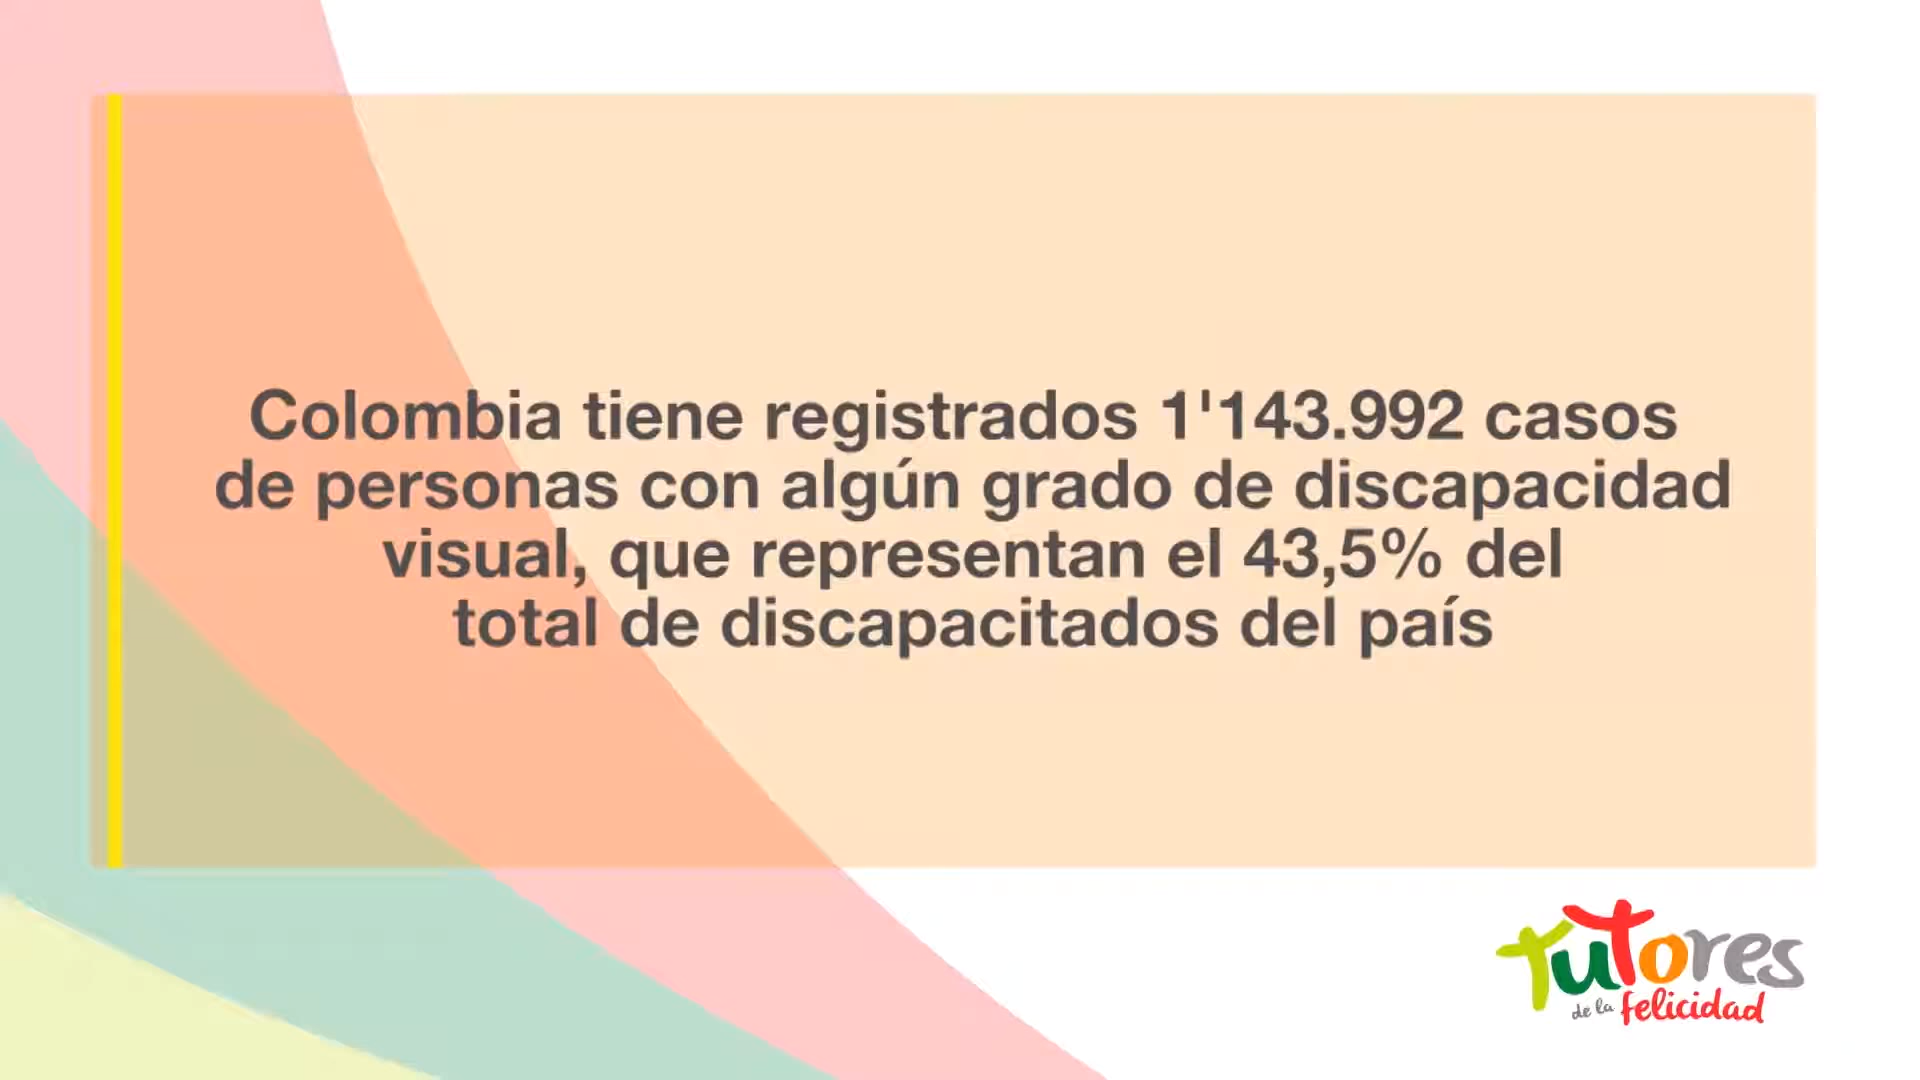 Colombia tiene registrados 1'143.992 casos
de personas con algún grado de discapacidad
visual, que representan el 43,5% del
total de discapacitados del país
Tutores
de la felicidad